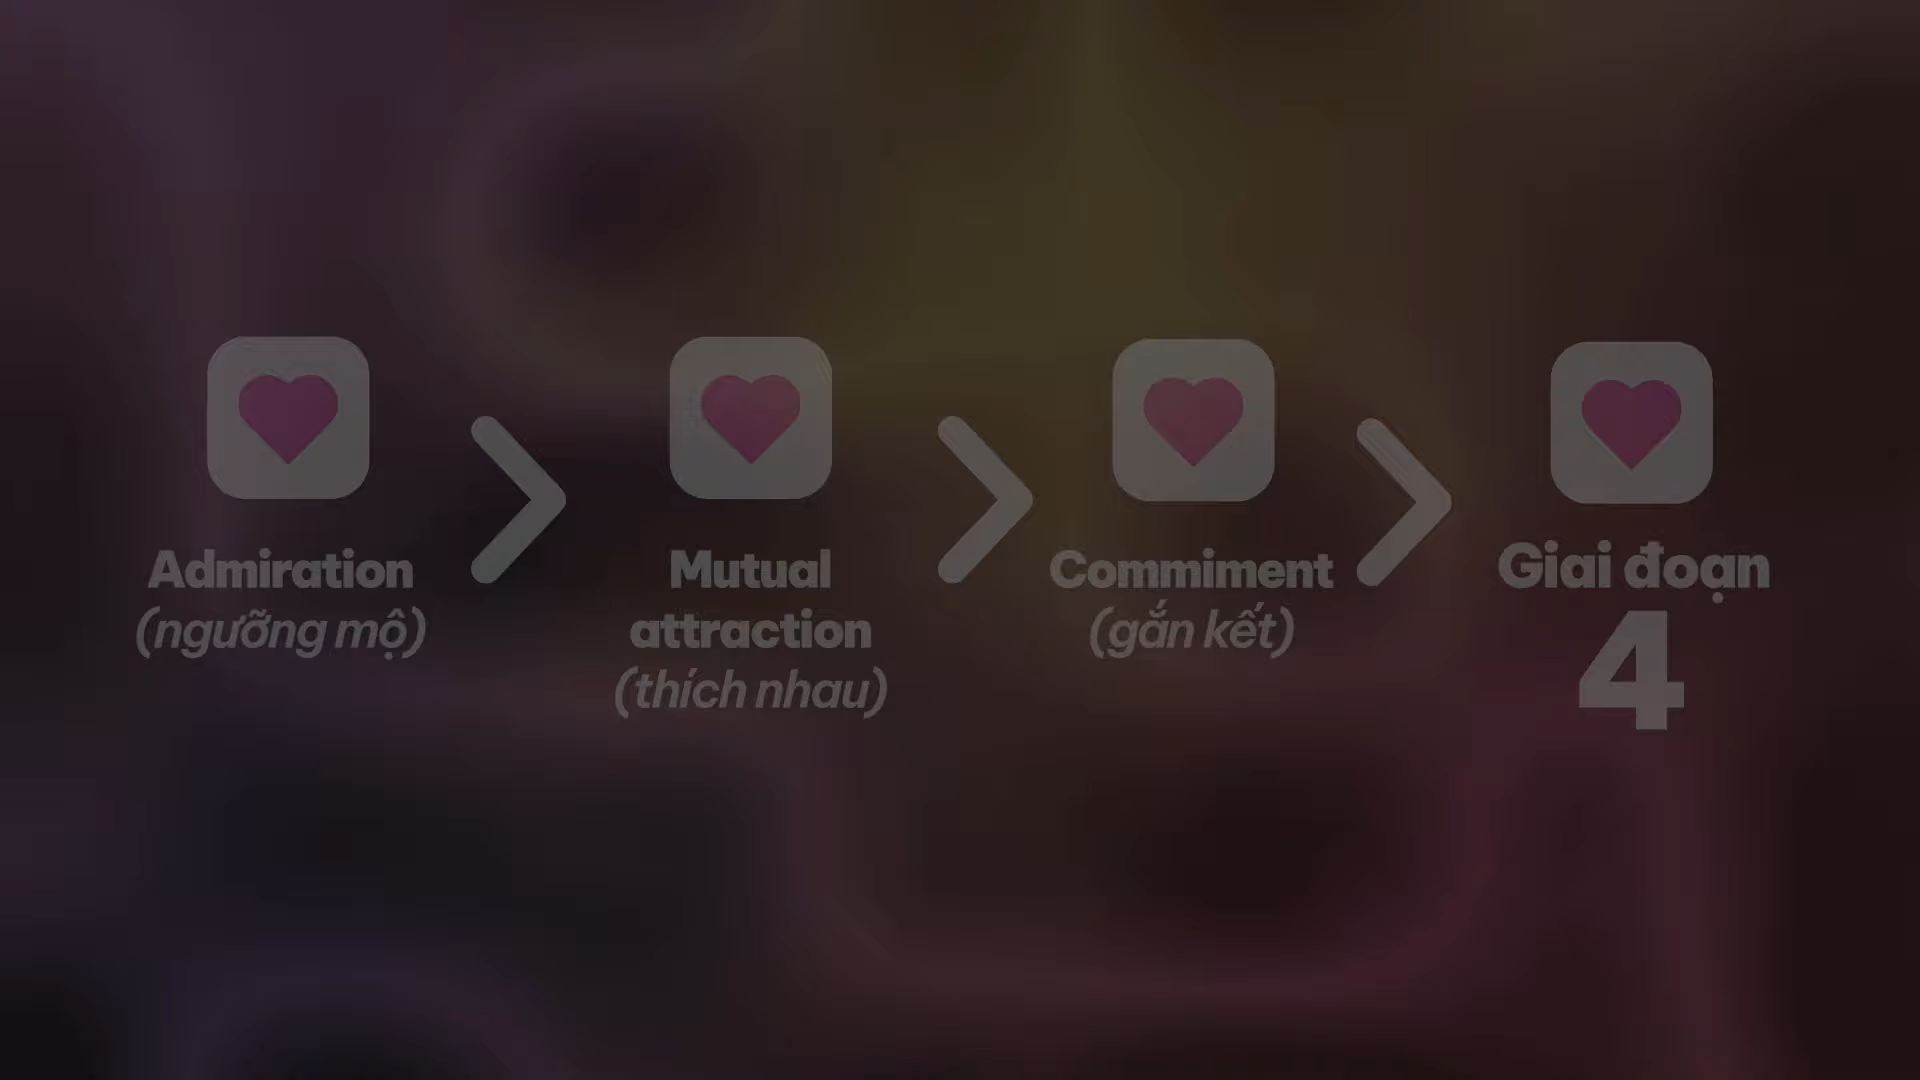 Admiration
(ngưỡng mộ)
Mutual
attraction
(thích nhau)
Commiment
(gắn kết)
Giai đoạn
4